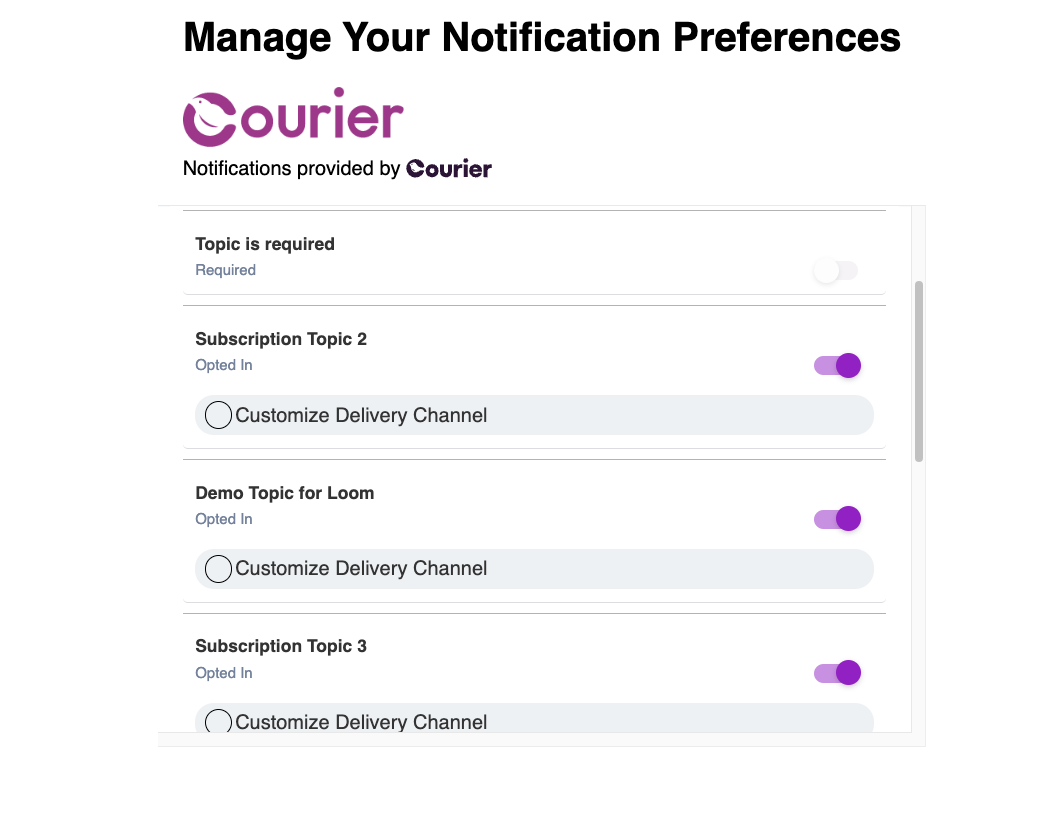 Manage Your Notification Preferences
Courier
Notifications provided by Courier
Topic is required
Required
Subscription Topic 2
Opted In
Customize Delivery Channel
Demo Topic for Loom
Opted In
Customize Delivery Channel
Subscription Topic 3
Opted In
Customize Delivery Channel